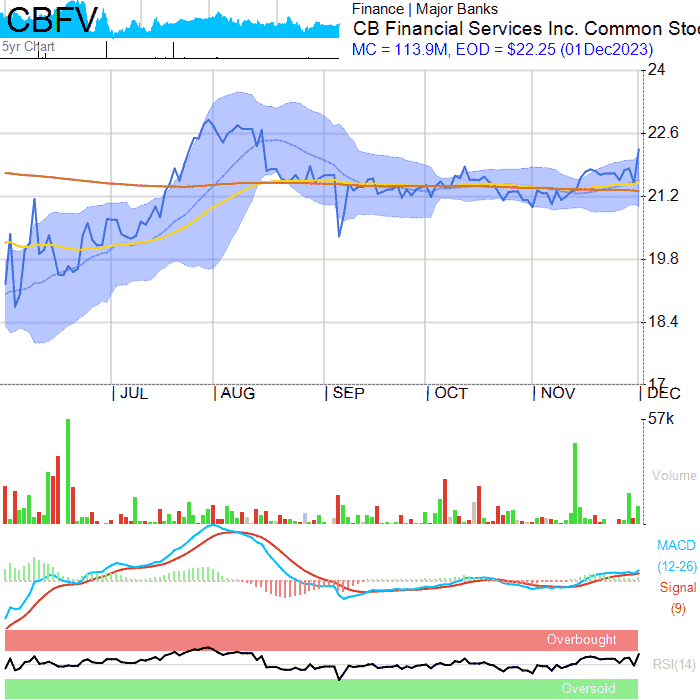 CBFV
5yr Chart
Finance | Major Banks
CB Financial Services Inc. Common Stoc
MC = 113.9M, EOD = $22.25 (01Dec2023)
24
22.6
21.2
19.8
18.4
17
JUL
AUG
SEP
OCT
NOV
DEC
57k
Volume
MACD
(12-26)
Signal
(9)
Overbought
RSI(14)
Oversold